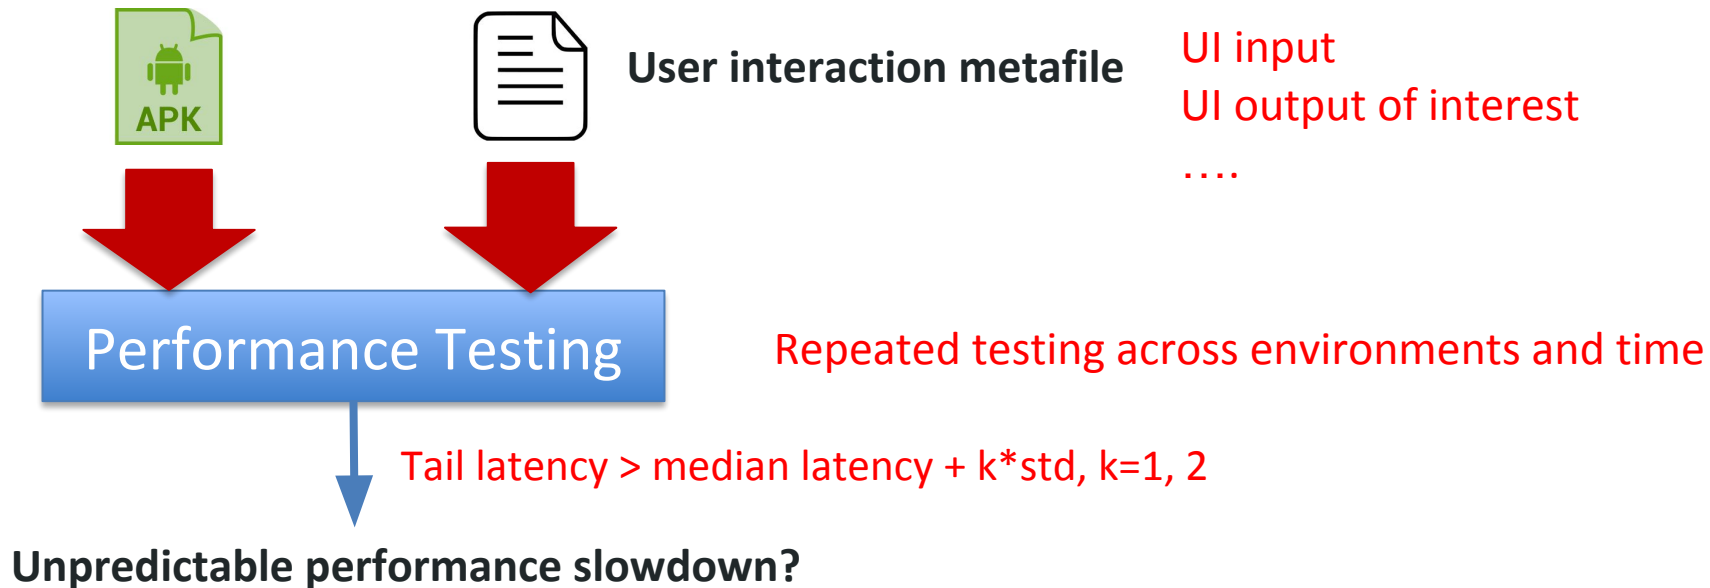 APK
User interaction metafile
UI input
UI output of interest
....
Performance Testing
Repeated testing across environments and time
Tail latency > median latency + k*std, k=1, 2
Unpredictable performance slowdown?